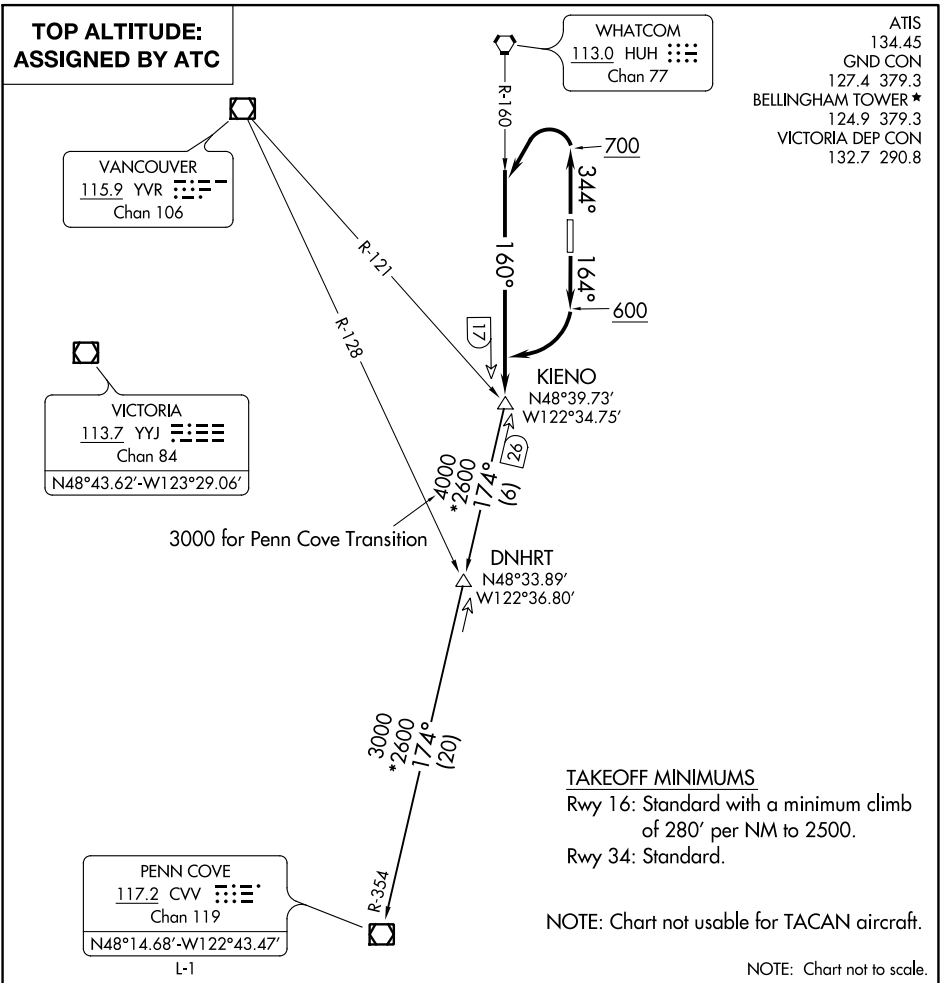 TOP ALTITUDE:
ASSIGNED BY ATC
WHATCOM
113.0 HUH
Chan 77
ATIS
134.45
GND CON
127.4 379.3
BELLINGHAM TOWER★
124.9 379.3
VICTORIA DEP CON
132.7 290.8
VANCOUVER
115.9 YVR
Chan 106
R-160
700
344°
160°
164°
600
R-121
R-128
17
VICTORIA
113.7 YYJ
Chan 84
N48°43.62'-W123°29.06'
KIENO
N48°39.73'
W122°34.75'
26
4000
*2600
174°
(6)
3000 for Penn Cove Transition
DNHRT
N48°33.89'
W122°36.80'
3000
*2600
174°
(20)
TAKEOFF MINIMUMS
Rwy 16: Standard with a minimum climb
of 280' per NM to 2500.
Rwy 34: Standard.
PENN COVE
117.2 CVV
Chan 119
N48°14.68'-W122°43.47'
L-1
R-354
NOTE: Chart not usable for TACAN aircraft.
NOTE: Chart not to scale.